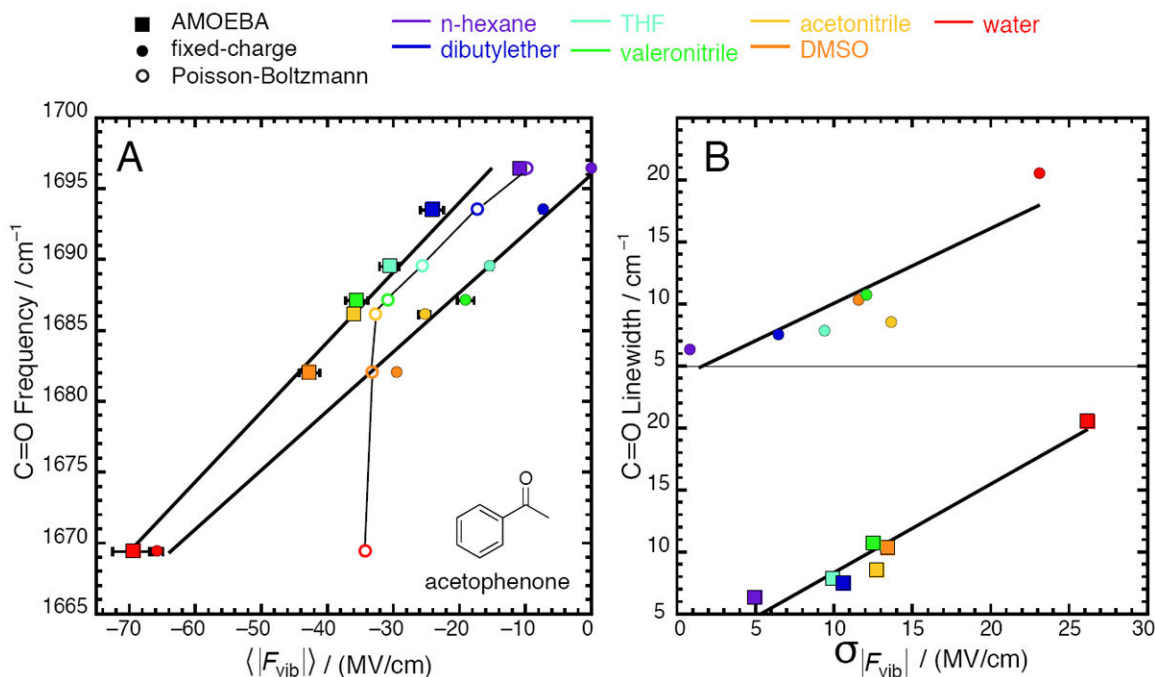 AMOEBA
fixed-charge
Poisson-Boltzmann
n-hexane
THF
acetonitrile
water
dibutylether
valeronitrile
DMSO
A
C=O Frequency / cm⁻¹
1700
1695
1690
1685
1680
1675
1670
1665
−70 −60 −50 −40 −30 −20 −10 0
⟨|F_vib|⟩ / (MV/cm)
O
acetophenone
B
C=O Linewidth / cm⁻¹
20
15
10
5
20
15
10
5
0 5 10 15 20 25 30
σ|F_vib| / (MV/cm)